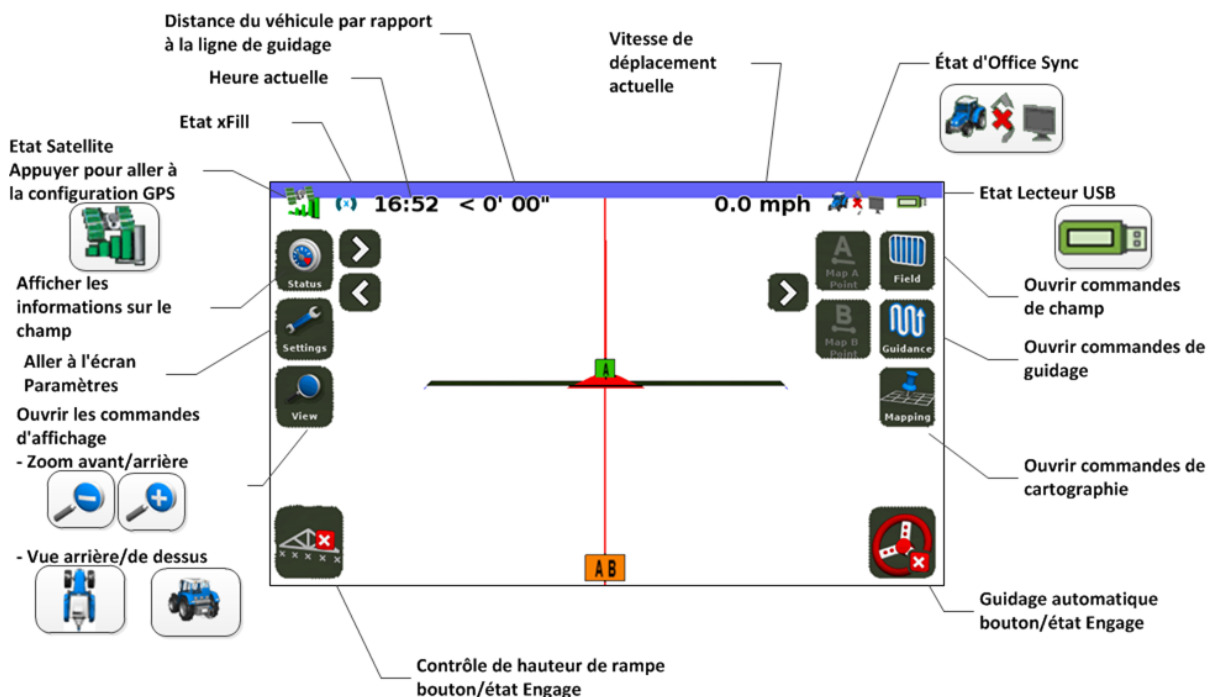 Distance du véhicule par rapport
à la ligne de guidage
Heure actuelle
Etat xFill
Etat Satellite
Appuyer pour aller à
la configuration GPS
Vitesse de
déplacement
actuelle
État d'Office Sync
Etat Lecteur USB
16:52 < 0' 00"
0.0 mph
Afficher les
informations sur le
champ
Aller à l'écran
Paramètres
Ouvrir les commandes
d'affichage
- Zoom avant/arrière
- Vue arrière/de dessus
Status
Settings
View
A
Map A
Point
B
Map B
Point
Field
Guidance
Mapping
A
A B
Ouvrir commandes
de champ
Ouvrir commandes de
guidage
Ouvrir commandes de
cartographie
Guidage automatique
bouton/état Engage
Contrôle de hauteur de rampe
bouton/état Engage